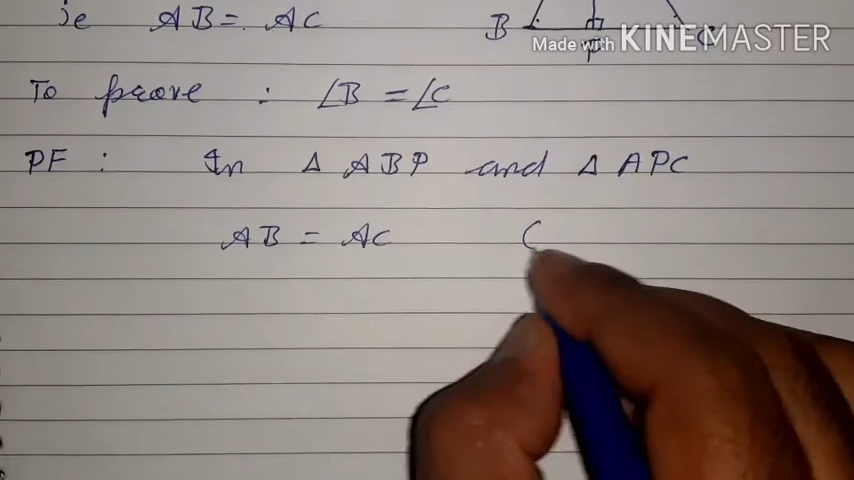 ie AB = AC
B P C
Made with KINEMASTER
To prove : ∠B = ∠C
PF : In Δ ABP and Δ APC
AB = AC (